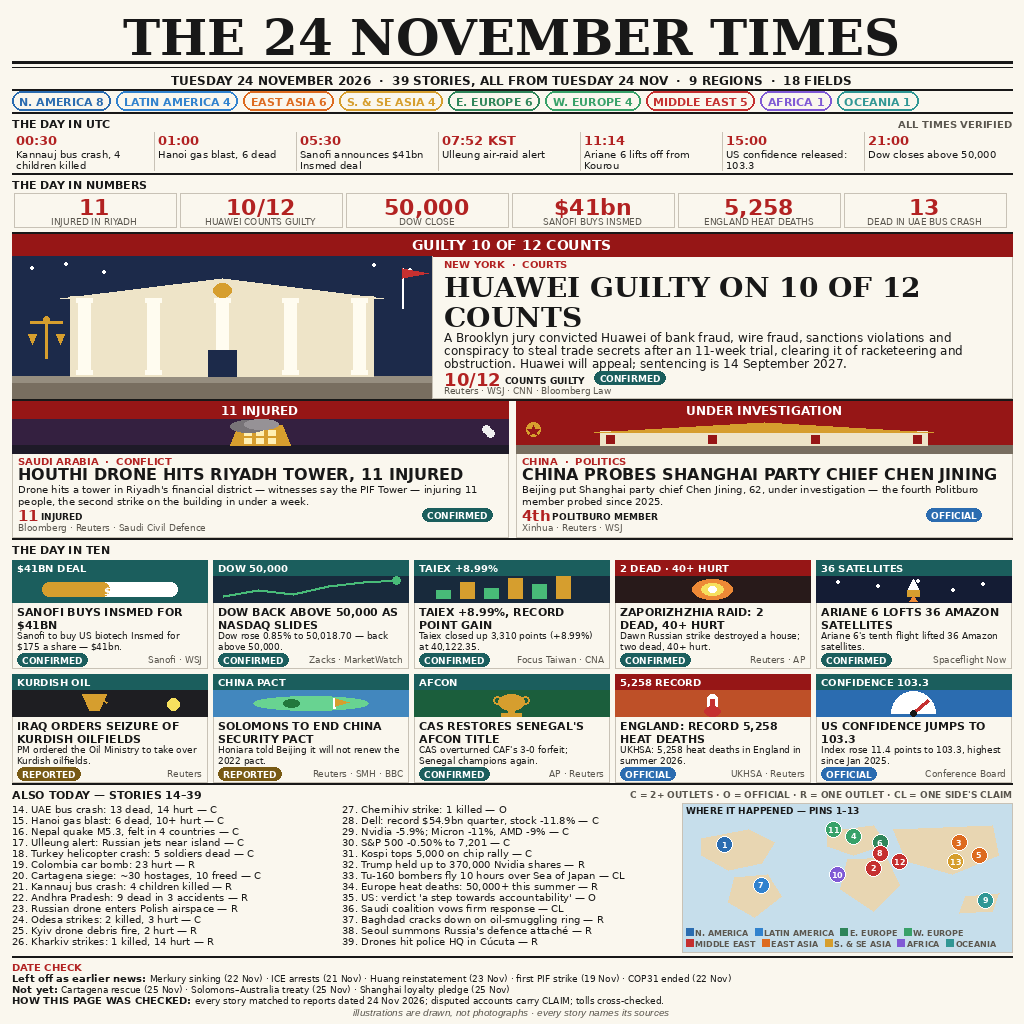 THE 24 NOVEMBER TIMES
TUESDAY 24 NOVEMBER 2026 · 39 STORIES, ALL FROM TUESDAY 24 NOV · 9 REGIONS · 18 FIELDS
N. AMERICA 8 LATIN AMERICA 4 EAST ASIA 6 S. & SE ASIA 4 E. EUROPE 6 W. EUROPE 4 MIDDLE EAST 5 AFRICA 1 OCEANIA 1
THE DAY IN UTC
ALL TIMES VERIFIED
00:30
Kannauj bus crash, 4
children killed
01:00
Hanoi gas blast, 6 dead
05:30
Sanofi announces $41bn
Insmed deal
07:52 KST
Ulleung air-raid alert
11:14
Ariane 6 lifts off from
Kourou
15:00
US confidence released:
103.3
21:00
Dow closes above 50,000
THE DAY IN NUMBERS
11
INJURED IN RIYADH
10/12
HUAWEI COUNTS GUILTY
50,000
DOW CLOSE
$41bn
SANOFI BUYS INSMED
5,258
ENGLAND HEAT DEATHS
13
DEAD IN UAE BUS CRASH
GUILTY 10 OF 12 COUNTS
NEW YORK · COURTS
HUAWEI GUILTY ON 10 OF 12
COUNTS
A Brooklyn jury convicted Huawei of bank fraud, wire fraud, sanctions violations and
conspiracy to steal trade secrets after an 11-week trial, clearing it of racketeering and
obstruction. Huawei will appeal; sentencing is 14 September 2027.
10/12 COUNTS GUILTY CONFIRMED
Reuters · WSJ · CNN · Bloomberg Law
11 INJURED
SAUDI ARABIA · CONFLICT
HOUTHI DRONE HITS RIYADH TOWER, 11 INJURED
Drone hits a tower in Riyadh's financial district — witnesses say the PIF Tower — injuring 11
people, the second strike on the building in under a week.
11 INJURED CONFIRMED
Bloomberg · Reuters · Saudi Civil Defence
UNDER INVESTIGATION
CHINA · POLITICS
CHINA PROBES SHANGHAI PARTY CHIEF CHEN JINING
Beijing put Shanghai party chief Chen Jining, 62, under investigation — the fourth Politburo
member probed since 2025.
4th POLITBURO MEMBER OFFICIAL
Xinhua · Reuters · WSJ
THE DAY IN TEN
$41BN DEAL
SANOFI BUYS INSMED FOR
$41BN
Sanofi to buy US biotech Insmed for
$175 a share — $41bn.
CONFIRMED Sanofi · WSJ
DOW 50,000
DOW BACK ABOVE 50,000 AS
NASDAQ SLIDES
Dow rose 0.85% to 50,018.70 — back
above 50,000.
CONFIRMED Zacks · MarketWatch
TAIEX +8.99%
TAIEX +8.99%, RECORD
POINT GAIN
Taiex closed up 3,310 points (+8.99%)
at 40,122.35.
CONFIRMED Focus Taiwan · CNA
2 DEAD · 40+ HURT
ZAPORIZHZHIA RAID: 2
DEAD, 40+ HURT
Dawn Russian strike destroyed a house;
two dead, 40+ hurt.
CONFIRMED Reuters · AP
36 SATELLITES
ARIANE 6 LOFTS 36 AMAZON
SATELLITES
Ariane 6's tenth flight lifted 36 Amazon
satellites.
CONFIRMED Spaceflight Now
KURDISH OIL
IRAQ ORDERS SEIZURE OF
KURDISH OILFIELDS
PM ordered the Oil Ministry to take over
Kurdish oilfields.
REPORTED Reuters
CHINA PACT
SOLOMONS TO END CHINA
SECURITY PACT
Honiara told Beijing it will not renew the
2022 pact.
REPORTED Reuters · SMH · BBC
AFCON
CAS RESTORES SENEGAL'S
AFCON TITLE
CAS overturned CAF's 3-0 forfeit;
Senegal champions again.
CONFIRMED AP · Reuters
5,258 RECORD
ENGLAND: RECORD 5,258
HEAT DEATHS
UKHSA: 5,258 heat deaths in England in
summer 2026.
OFFICIAL UKHSA · Reuters
CONFIDENCE 103.3
US CONFIDENCE JUMPS TO
103.3
Index rose 11.4 points to 103.3, highest
since Jan 2025.
OFFICIAL Conference Board
ALSO TODAY — STORIES 14–39
C = 2+ OUTLETS · O = OFFICIAL · R = ONE OUTLET · CL = ONE SIDE'S CLAIM
14. UAE bus crash: 13 dead, 14 hurt — C
15. Hanoi gas blast: 6 dead, 10+ hurt — C
16. Nepal quake M5.3, felt in 4 countries — C
17. Ulleung alert: Russian jets near island — C
18. Turkey helicopter crash: 5 soldiers dead — C
19. Colombia car bomb: 23 hurt — R
20. Cartagena siege: ~30 hostages, 10 freed — C
21. Kannauj bus crash: 4 children killed — R
22. Andhra Pradesh: 9 dead in 3 accidents — R
23. Russian drone enters Polish airspace — R
24. Odesa strikes: 2 killed, 3 hurt — C
25. Kyiv drone debris fire, 2 hurt — R
26. Kharkiv strikes: 1 killed, 14 hurt — R
27. Chernihiv strike: 1 killed — O
28. Dell: record $54.9bn quarter, stock -11.8% — C
29. Nvidia -5.9%; Micron -11%, AMD -9% — C
30. S&P 500 -0.50% to 7,201 — C
31. Kospi tops 5,000 on chip rally — C
32. Trump held up to 370,000 Nvidia shares — R
33. Tu-160 bombers fly 10 hours over Sea of Japan — CL
34. Europe heat deaths: 50,000+ this summer — R
35. US: verdict 'a step towards accountability' — O
36. Saudi coalition vows firm response — CL
37. Baghdad cracks down on oil-smuggling ring — R
38. Seoul summons Russia's defence attaché — R
39. Drones hit police HQ in Cúcuta — R
WHERE IT HAPPENED — PINS 1–13
1
11
4
6
8
12
2
10
7
3
5
13
9
N. AMERICA LATIN AMERICA E. EUROPE W. EUROPE
MIDDLE EAST EAST ASIA S. & SE ASIA AFRICA OCEANIA
DATE CHECK
Left off as earlier news: Merkury sinking (22 Nov) · ICE arrests (21 Nov) · Huang reinstatement (23 Nov) · first PIF strike (19 Nov) · COP31 ended (22 Nov)
Not yet: Cartagena rescue (25 Nov) · Solomons–Australia treaty (25 Nov) · Shanghai loyalty pledge (25 Nov)
HOW THIS PAGE WAS CHECKED: every story matched to reports dated 24 Nov 2026; disputed accounts carry CLAIM; tolls cross-checked.
illustrations are drawn, not photographs · every story names its sources